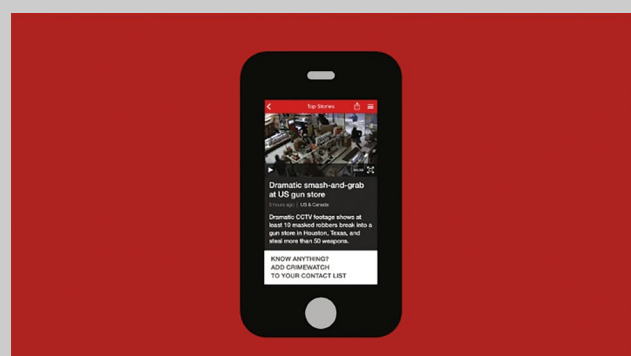 Top Stories
Dramatic smash-and-grab
at US gun store
5 hours ago | US & Canada
Dramatic CCTV footage shows at
least 10 masked robbers break into a
gun store in Houston, Texas, and
steal more than 50 weapons.
KNOW ANYTHING?
ADD CRIMEWATCH
TO YOUR CONTACT LIST